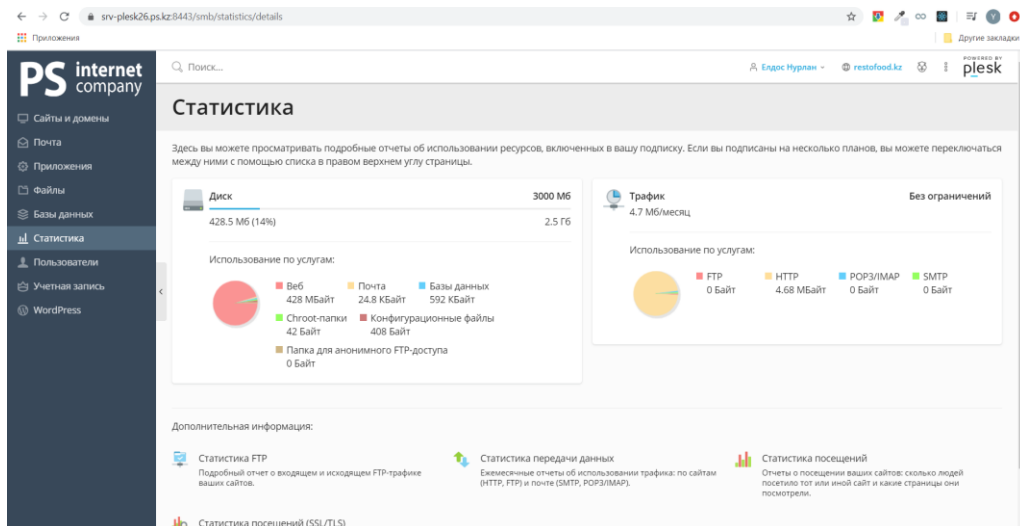 srv-plesk26.ps.kz:8443/smb/statistics/details
Приложения
Другие закладки
PS internet company
Поиск...
Елдос Нурлан
restofood.kz
POWERED BY
plesk
Сайты и домены
Почта
Приложения
Файлы
Базы данных
Статистика
Пользователи
Учетная запись
WordPress
Статистика
Здесь вы можете просматривать подробные отчеты об использовании ресурсов, включенных в вашу подписку. Если вы подписаны на несколько планов, вы можете переключаться
между ними с помощью списка в правом верхнем углу страницы.
Диск 3000 Мб
428.5 Мб (14%) 2.5 Гб
Использование по услугам:
Веб Почта Базы данных
428 МБайт 24.8 КБайт 592 КБайт
Chroot-папки Конфигурационные файлы
42 Байт 408 Байт
Папка для анонимного FTP-доступа
0 Байт
Трафик Без ограничений
4.7 Мб/месяц
Использование по услугам:
FTP HTTP POP3/IMAP SMTP
0 Байт 4.68 МБайт 0 Байт 0 Байт
Дополнительная информация:
Статистика FTP
Подробный отчет о входящем и исходящем FTP-трафике
ваших сайтов.
Статистика передачи данных
Ежемесячные отчеты об использовании трафика: по сайтам
(HTTP, FTP) и почте (SMTP, POP3/IMAP).
Статистика посещений
Отчеты о посещении ваших сайтов: сколько людей
посетило тот или иной сайт и какие страницы они
посмотрели.
Статистика посещений (SSL/TLS)